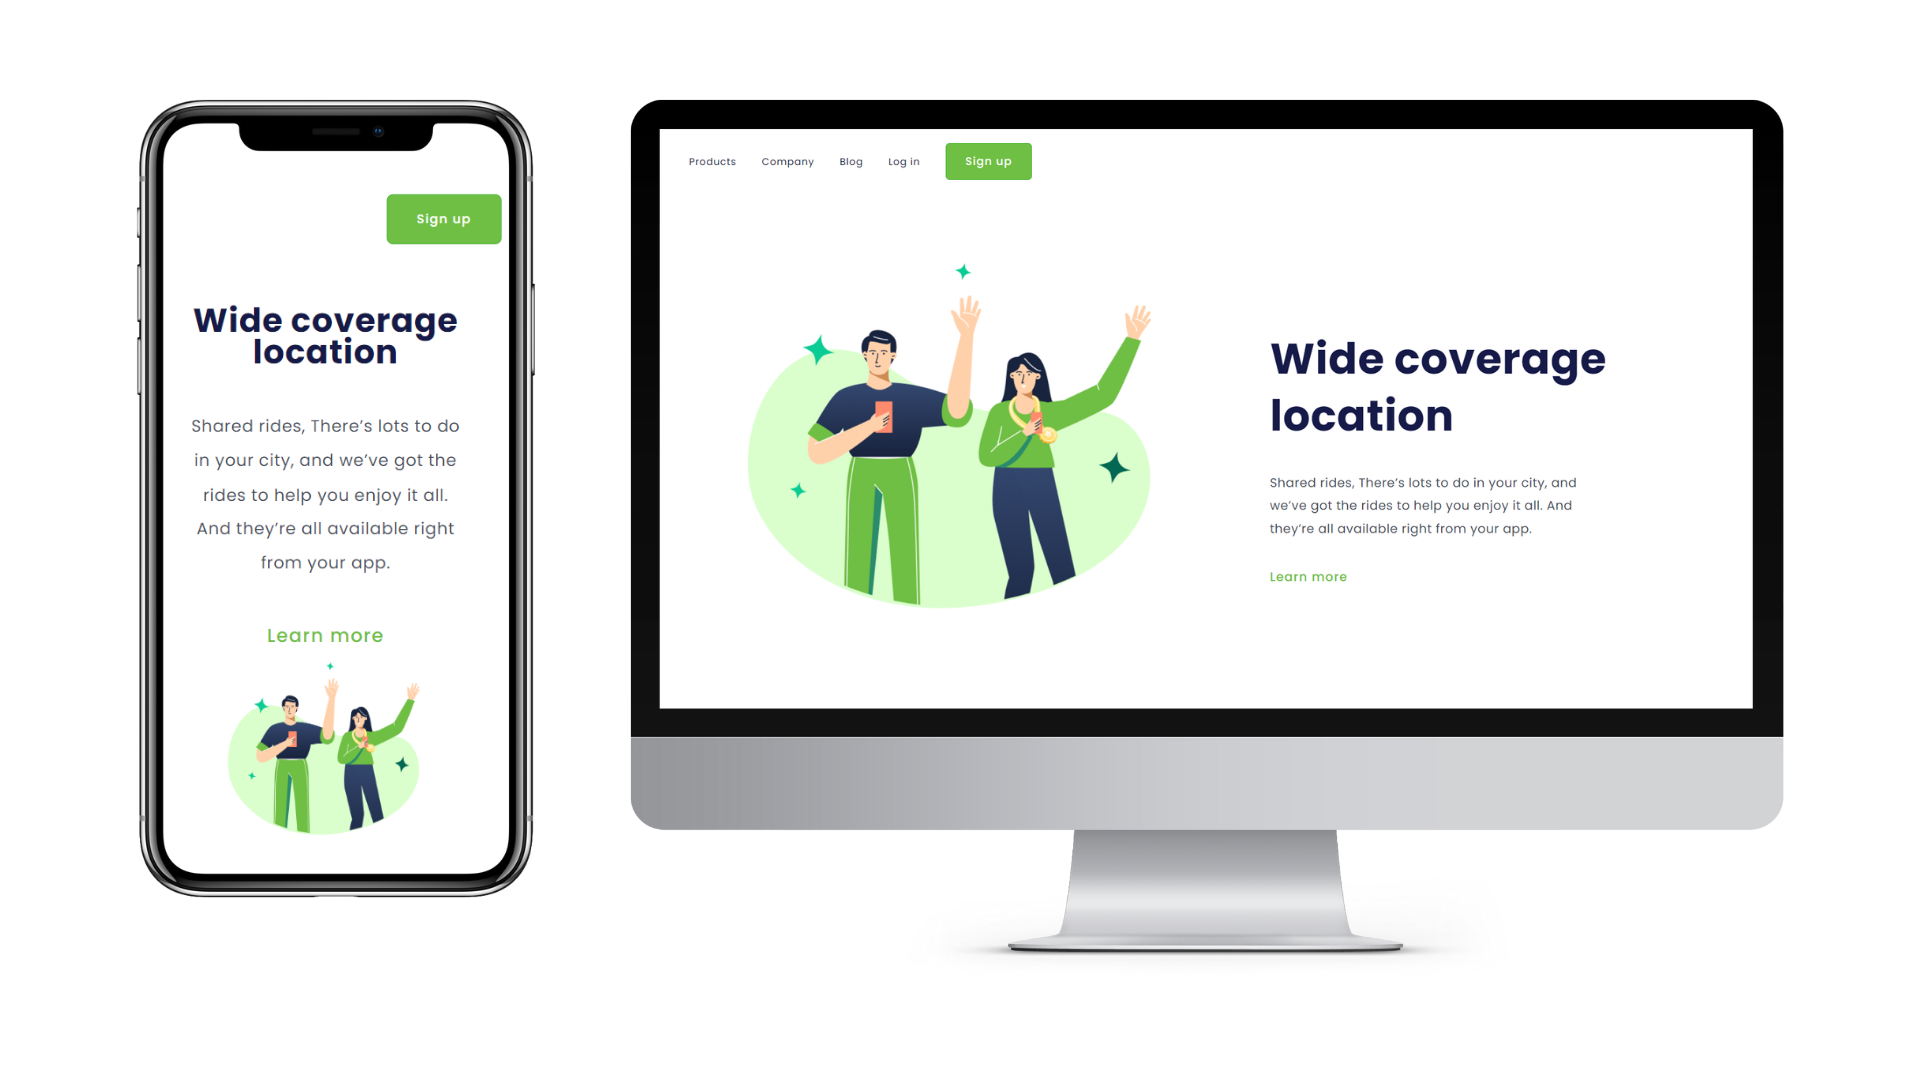 Sign up
Wide coverage
location
Shared rides, There's lots to do
in your city, and we've got the
rides to help you enjoy it all.
And they're all available right
from your app.
Learn more
Products Company Blog Log in Sign up
Wide coverage
location
Shared rides, There's lots to do in your city, and
we've got the rides to help you enjoy it all. And
they're all available right from your app.
Learn more